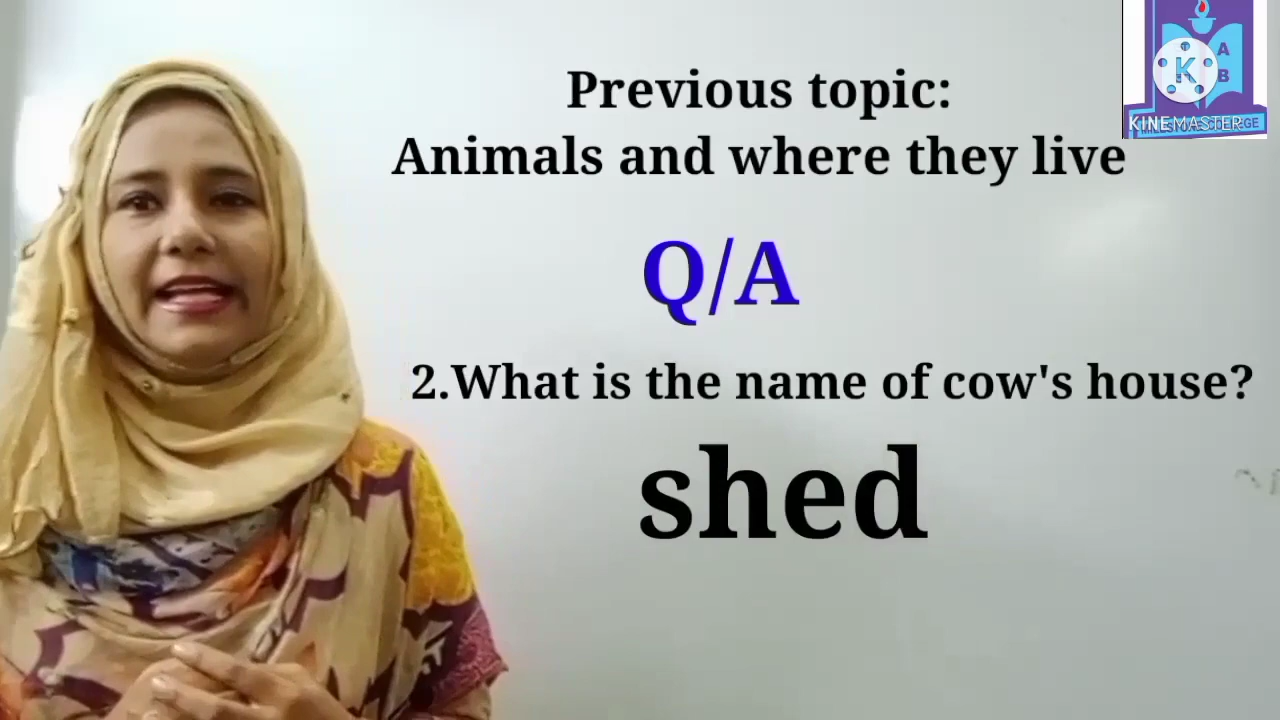 Previous topic:
Animals and where they live
Q/A
2.What is the name of cow's house?
shed
A
B
K
KINEMASTER